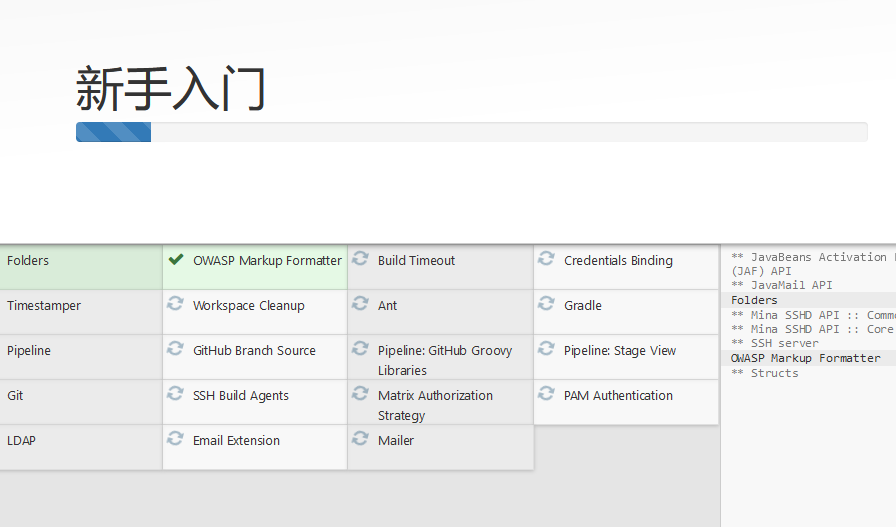 新手入门
Folders
OWASP Markup Formatter
Build Timeout
Credentials Binding
Timestamper
Workspace Cleanup
Ant
Gradle
Pipeline
GitHub Branch Source
Pipeline: GitHub Groovy
Libraries
Pipeline: Stage View
Git
SSH Build Agents
Matrix Authorization
Strategy
PAM Authentication
LDAP
Email Extension
Mailer
** JavaBeans Activation
(JAF) API
** JavaMail API
Folders
** Mina SSHD API :: Comm
** Mina SSHD API :: Core
** SSH server
OWASP Markup Formatter
** Structs